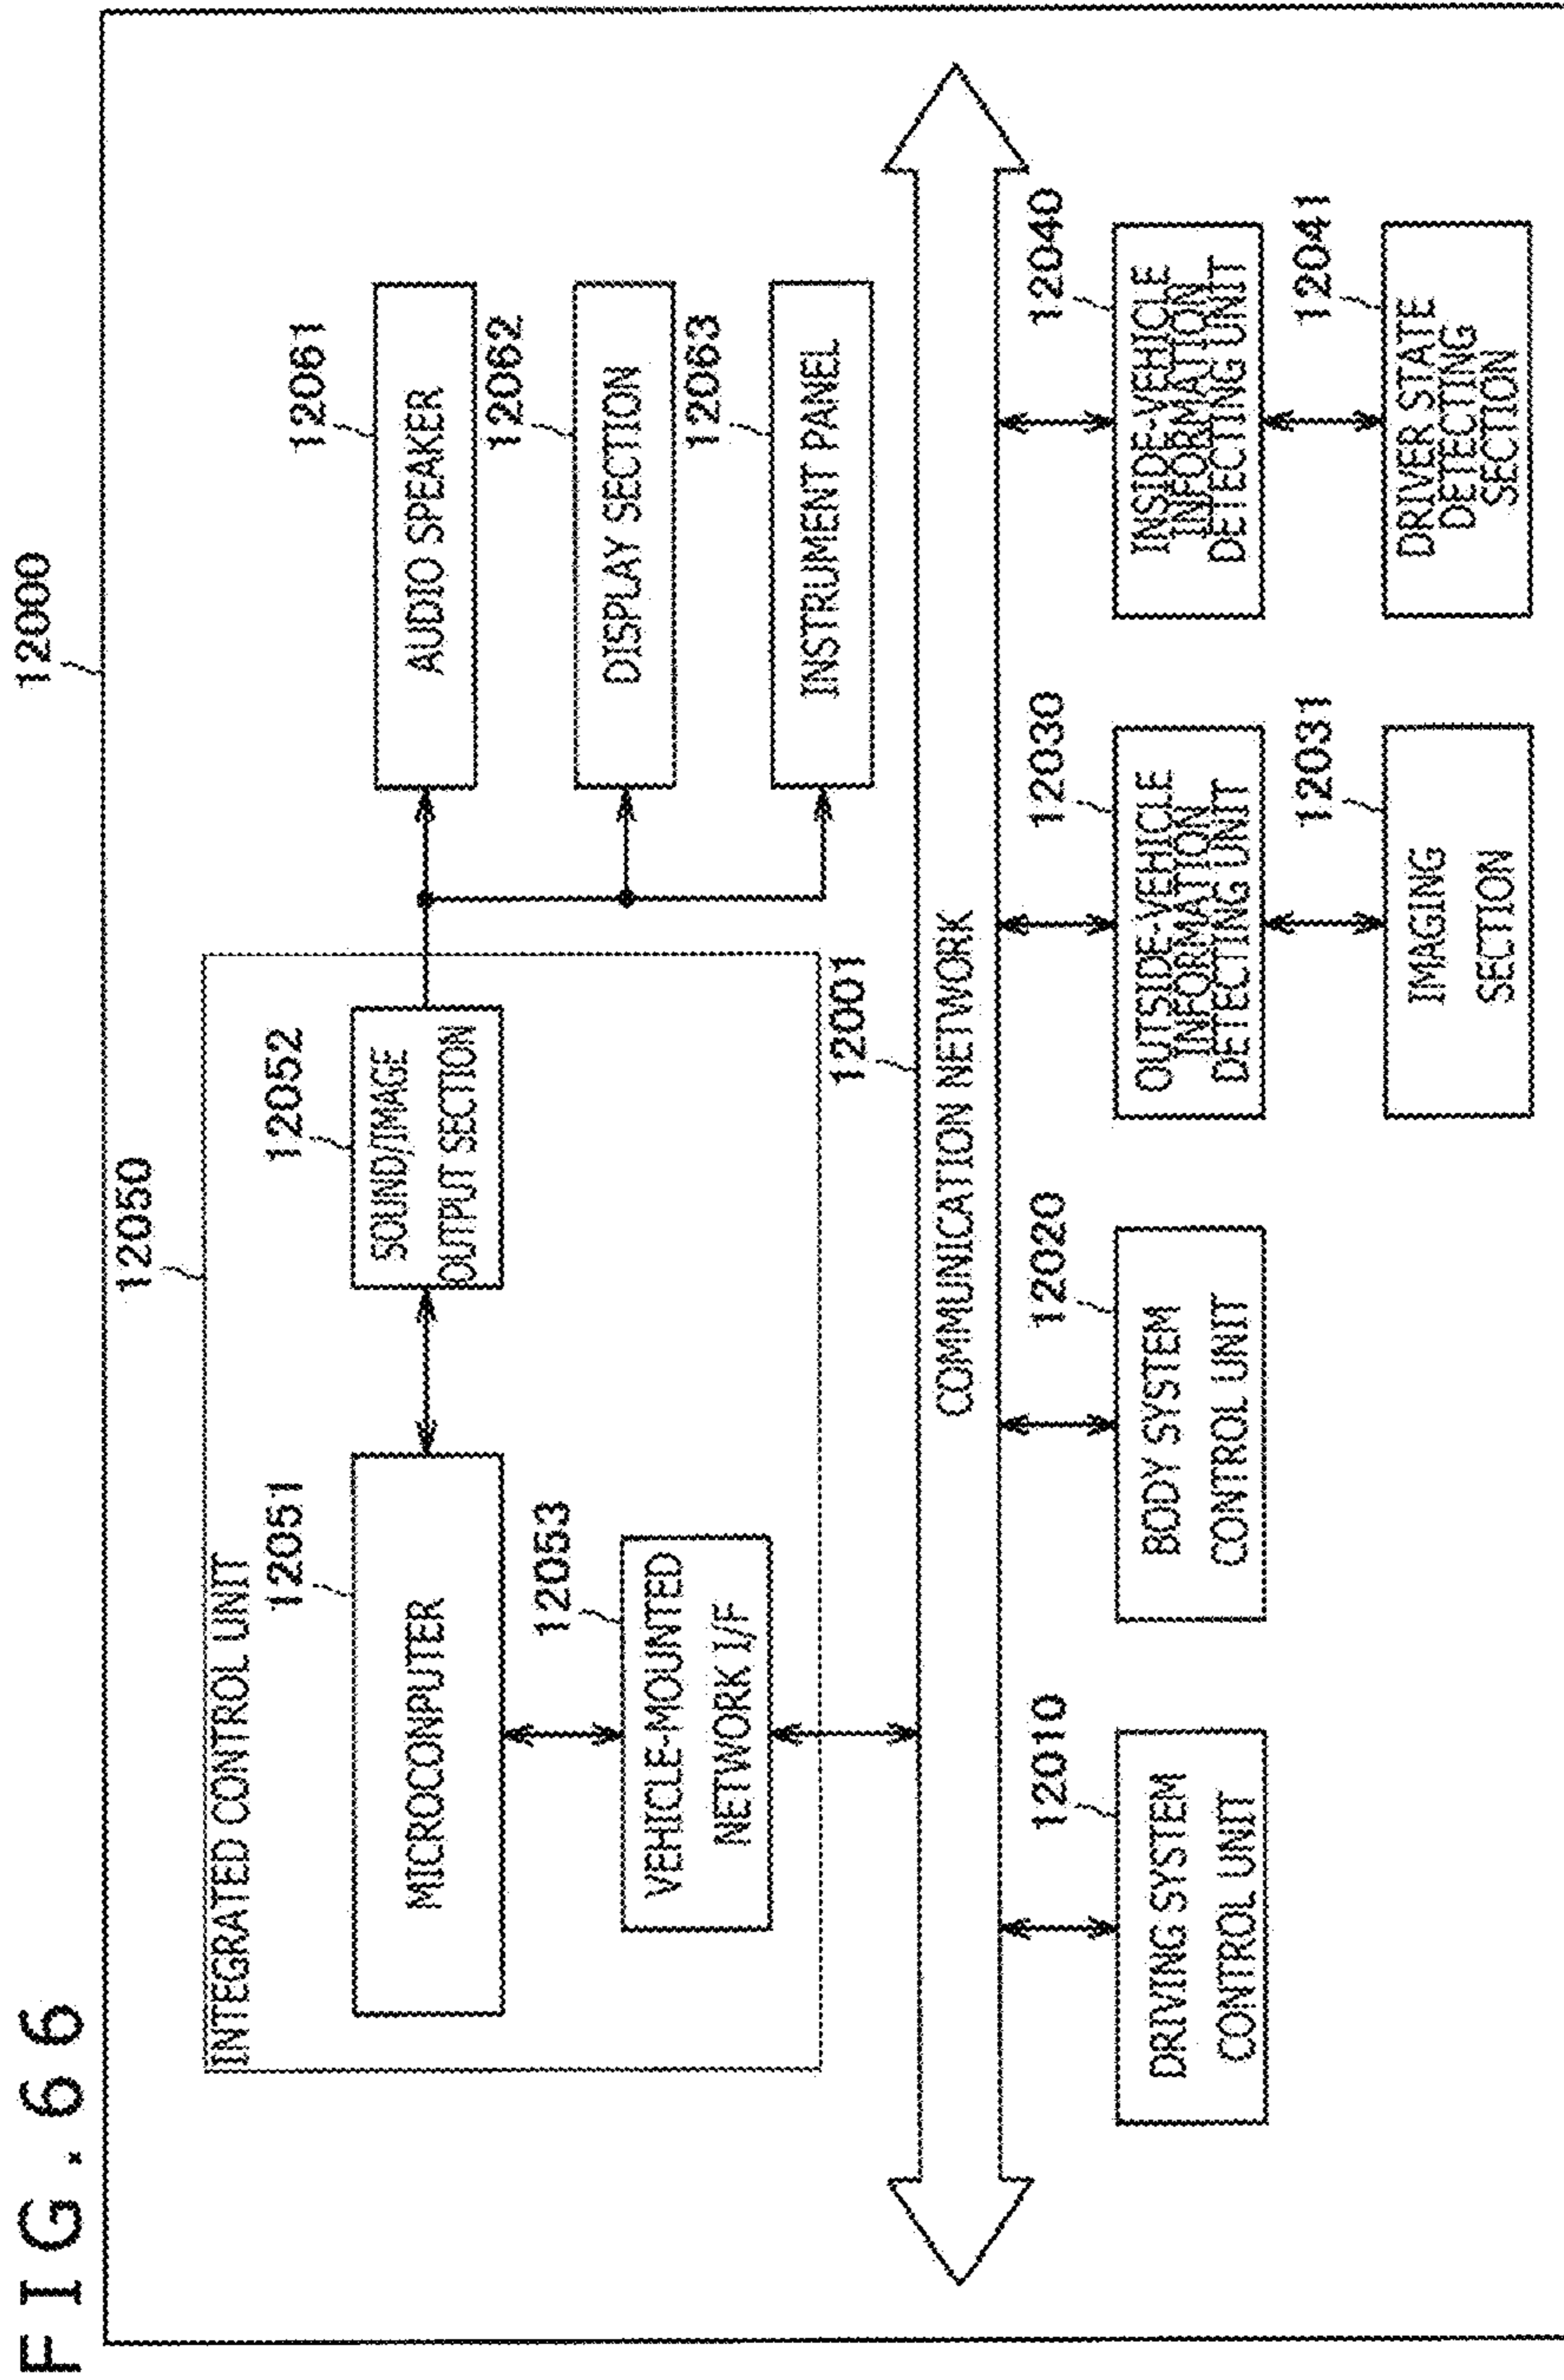 FIG. 66
12000
12050
INTEGRATED CONTROL UNIT
12051
MICROCONPUTER
12052
SOUND/IMAGE
OUTPUT SECTION
12061
AUDIO SPEAKER
12062
DISPLAY SECTION
12063
INSTRUMENT PANEL
12053
VEHICLE-MOUNTED
NETWORK I/F
12001
COMMUNICATION NETWORK
12010
DRIVING SYSTEM
CONTROL UNIT
12020
BODY SYSTEM
CONTROL UNIT
12030
OUTSIDE-VEHICLE
INFORMATION
DETECTING UNIT
12040
INSIDE-VEHICLE
INFORMATION
DETECTING UNIT
12031
IMAGING
SECTION
12041
DRIVER STATE
DETECTING
SECTION